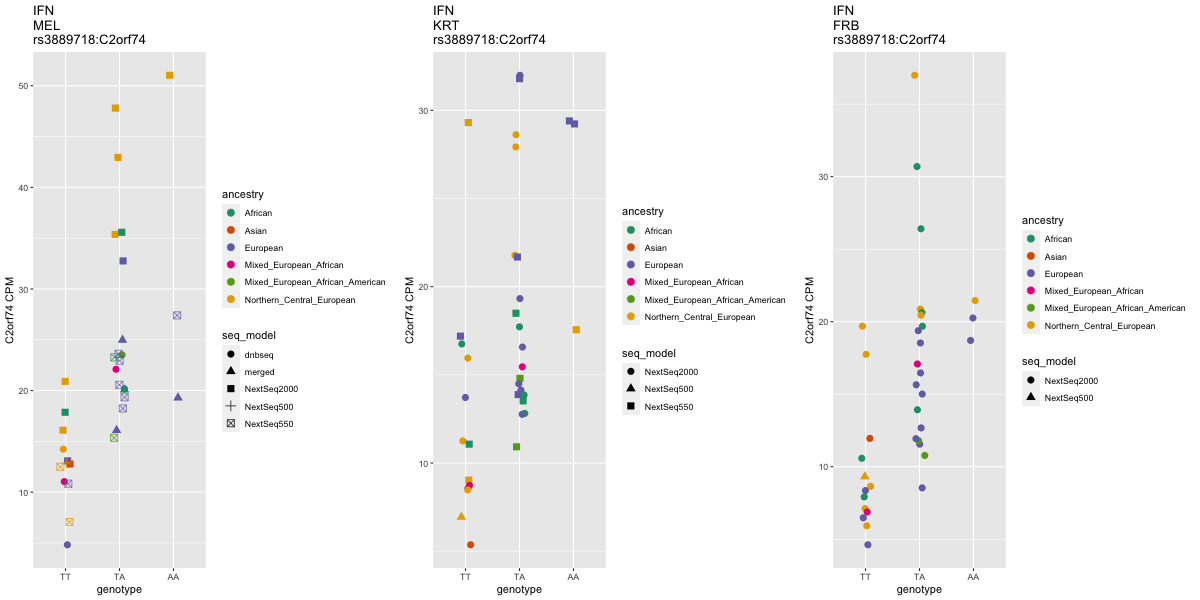 IFN
MEL
rs3889718:C2orf74
50
40
30
20
10
C2orf74 CPM
TT
TA
AA
genotype
ancestry
African
Asian
European
Mixed_European_African
Mixed_European_African_American
Northern_Central_European
seq_model
dnbseq
merged
NextSeq2000
NextSeq500
NextSeq550
IFN
KRT
rs3889718:C2orf74
30
20
10
C2orf74 CPM
TT
TA
AA
genotype
ancestry
African
Asian
European
Mixed_European_African
Mixed_European_African_American
Northern_Central_European
seq_model
NextSeq2000
NextSeq500
NextSeq550
IFN
FRB
rs3889718:C2orf74
30
20
10
C2orf74 CPM
TT
TA
AA
genotype
ancestry
African
Asian
European
Mixed_European_African
Mixed_European_African_American
Northern_Central_European
seq_model
NextSeq2000
NextSeq500